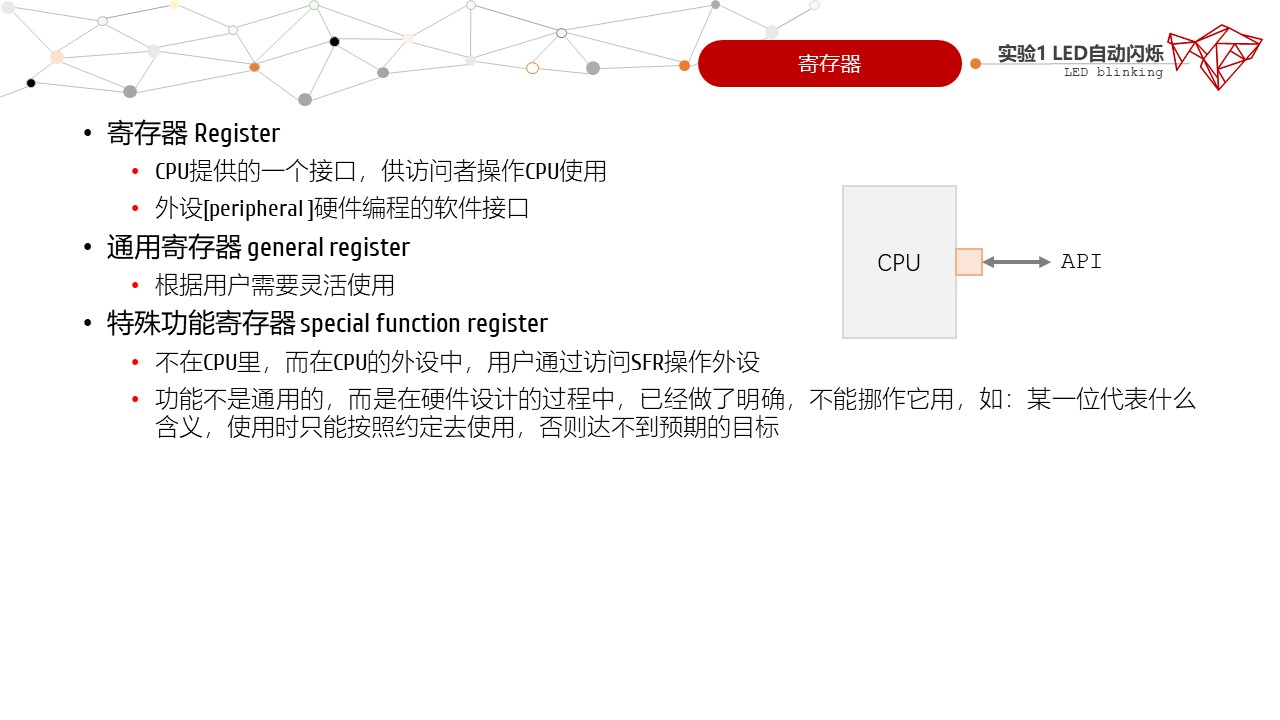 寄存器
实验1 LED自动闪烁
LED blinking
• 寄存器 Register
• CPU提供的一个接口，供访问者操作CPU使用
• 外设[peripheral ]硬件编程的软件接口
• 通用寄存器 general register
• 根据用户需要灵活使用
• 特殊功能寄存器 special function register
• 不在CPU里，而在CPU的外设中，用户通过访问SFR操作外设
• 功能不是通用的，而是在硬件设计的过程中，已经做了明确，不能挪作它用，如：某一位代表什么
含义，使用时只能按照约定去使用，否则达不到预期的目标
CPU
API